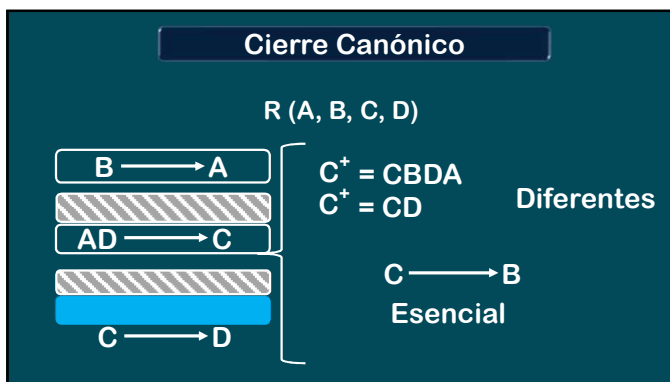 Cierre Canónico
R (A, B, C, D)
B → A
AD → C
C → D
C⁺ = CBDA
C⁺ = CD
Diferentes
C → B
Esencial